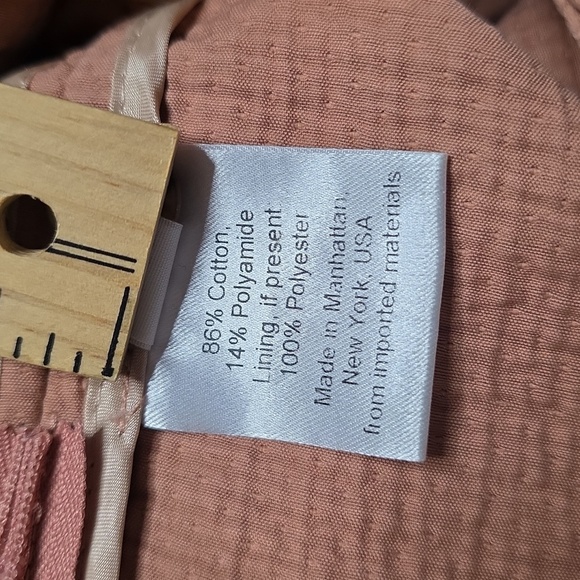 86% Cotton,
14% Polyamide
Lining, if present
100% Polyester
Made in Manhattan,
New York, USA
from imported materials